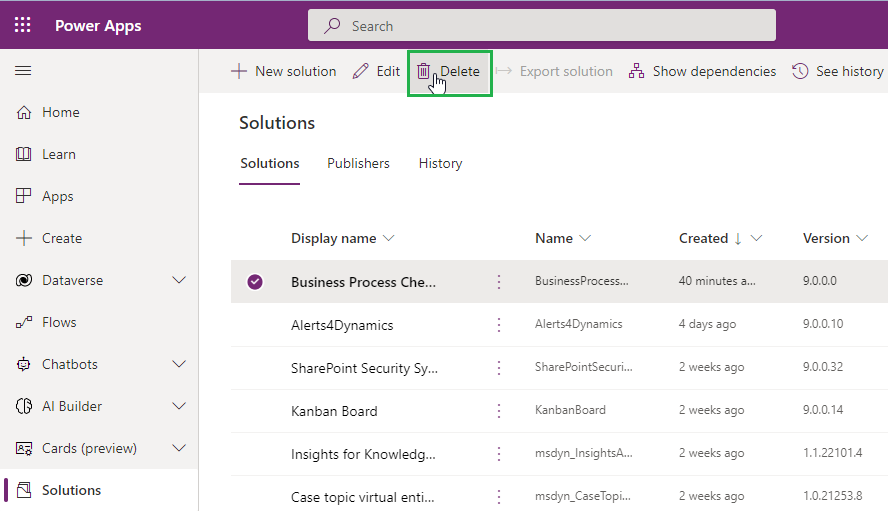 Power Apps
Search
New solution Edit Delete Export solution Show dependencies See history
Home
Learn
Apps
Create
Dataverse
Flows
Chatbots
AI Builder
Cards (preview)
Solutions
Solutions
Solutions Publishers History
Display name Name Created Version
Business Process Che... BusinessProcess... 40 minutes a... 9.0.0.0
Alerts4Dynamics Alerts4Dynamics 4 days ago 9.0.0.10
SharePoint Security Sy... SharePointSecuri... 2 weeks ago 9.0.0.32
Kanban Board KanbanBoard 2 weeks ago 9.0.0.14
Insights for Knowledg... msdyn_InsightsA... 2 weeks ago 1.1.22101.4
Case topic virtual enti... msdyn_CaseTopi... 2 weeks ago 1.0.21253.8